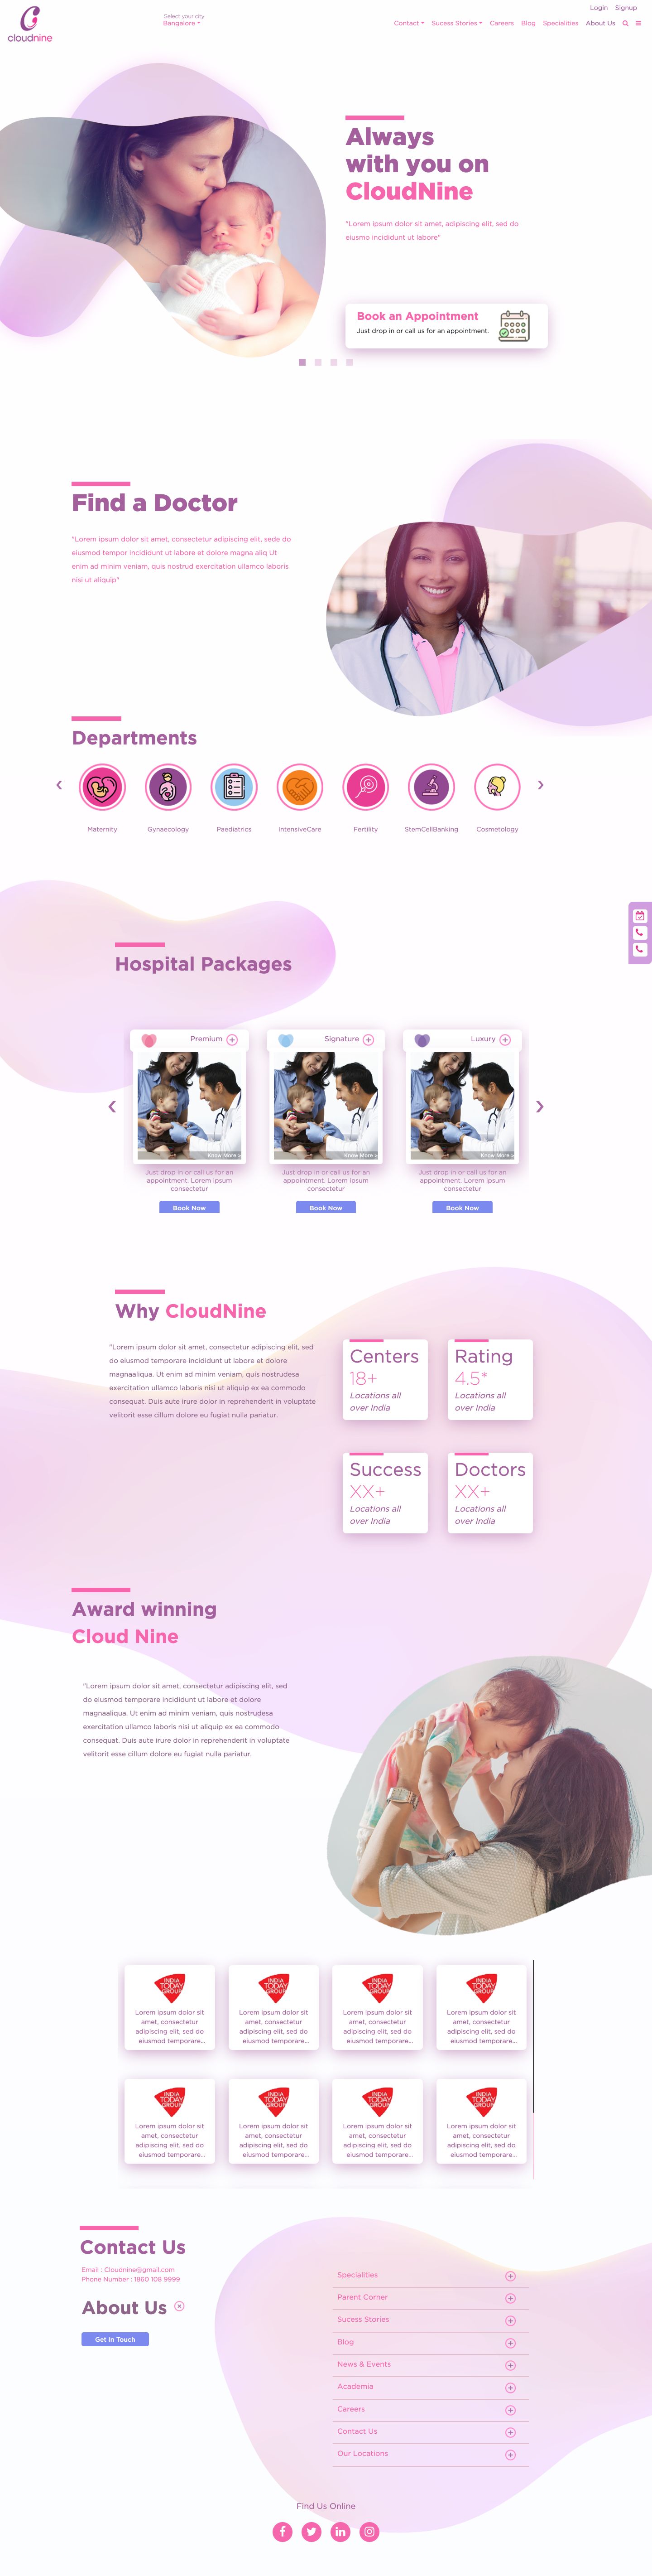 Login Signup
cloudnine
Select your city
Bangalore
Contact Sucess Stories Careers Blog Specialities About Us
Always
with you on
CloudNine
"Lorem ipsum dolor sit amet, adipiscing elit, sed do
eiusmo incididunt ut labore"
Book an Appointment
Just drop in or call us for an appointment.
Find a Doctor
"Lorem ipsum dolor sit amet, consectetur adipiscing elit, sede do
eiusmod tempor incididunt ut labore et dolore magna aliq Ut
enim ad minim veniam, quis nostrud exercitation ullamco laboris
nisi ut aliquip"
Departments
Maternity Gynaecology Paediatrics IntensiveCare Fertility StemCellBanking Cosmetology
Hospital Packages
Premium Signature Luxury
Know More > Know More > Know More >
Just drop in or call us for an Just drop in or call us for an Just drop in or call us for an
appointment. Lorem ipsum appointment. Lorem ipsum appointment. Lorem ipsum
consectetur consectetur consectetur
Book Now Book Now Book Now
Why CloudNine
"Lorem ipsum dolor sit amet, consectetur adipiscing elit, sed
do eiusmod temporare incididunt ut labore et dolore
magnaaliqua. Ut enim ad minim veniam, quis nostrudesa
exercitation ullamco laboris nisi ut aliquip ex ea commodo
consequat. Duis aute irure dolor in reprehenderit in voluptate
velitorit esse cillum dolore eu fugiat nulla pariatur.
Centers
18+
Locations all
over India
Rating
4.5*
Locations all
over India
Success
XX+
Locations all
over India
Doctors
XX+
Locations all
over India
Award winning
Cloud Nine
"Lorem ipsum dolor sit amet, consectetur adipiscing elit, sed
do eiusmod temporare incididunt ut labore et dolore
magnaaliqua. Ut enim ad minim veniam, quis nostrudesa
exercitation ullamco laboris nisi ut aliquip ex ea commodo
consequat. Duis aute irure dolor in reprehenderit in voluptate
velitorit esse cillum dolore eu fugiat nulla pariatur.
INDIA INDIA INDIA INDIA
TODAY TODAY TODAY TODAY
GROUP GROUP GROUP GROUP
Lorem ipsum dolor sit Lorem ipsum dolor sit Lorem ipsum dolor sit Lorem ipsum dolor sit
amet, consectetur amet, consectetur amet, consectetur amet, consectetur
adipiscing elit, sed do adipiscing elit, sed do adipiscing elit, sed do adipiscing elit, sed do
eiusmod temporare... eiusmod temporare... eiusmod temporare... eiusmod temporare...
INDIA INDIA INDIA INDIA
TODAY TODAY TODAY TODAY
GROUP GROUP GROUP GROUP
Lorem ipsum dolor sit Lorem ipsum dolor sit Lorem ipsum dolor sit Lorem ipsum dolor sit
amet, consectetur amet, consectetur amet, consectetur amet, consectetur
adipiscing elit, sed do adipiscing elit, sed do adipiscing elit, sed do adipiscing elit, sed do
eiusmod temporare... eiusmod temporare... eiusmod temporare... eiusmod temporare...
Contact Us
Email : Cloudnine@gmail.com
Phone Number : 1860 108 9999
About Us
Get In Touch
Specialities
Parent Corner
Sucess Stories
Blog
News & Events
Academia
Careers
Contact Us
Our Locations
Find Us Online